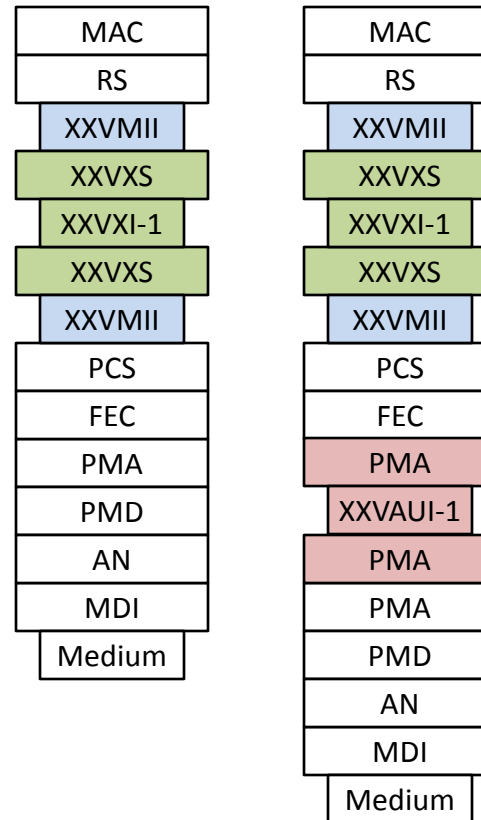 MAC
RS
XXVMII
XXVXS
XXVXI-1
XXVXS
XXVMII
PCS
FEC
PMA
PMD
AN
MDI
Medium
MAC
RS
XXVMII
XXVXS
XXVXI-1
XXVXS
XXVMII
PCS
FEC
PMA
XXVAUI-1
PMA
PMA
PMD
AN
MDI
Medium